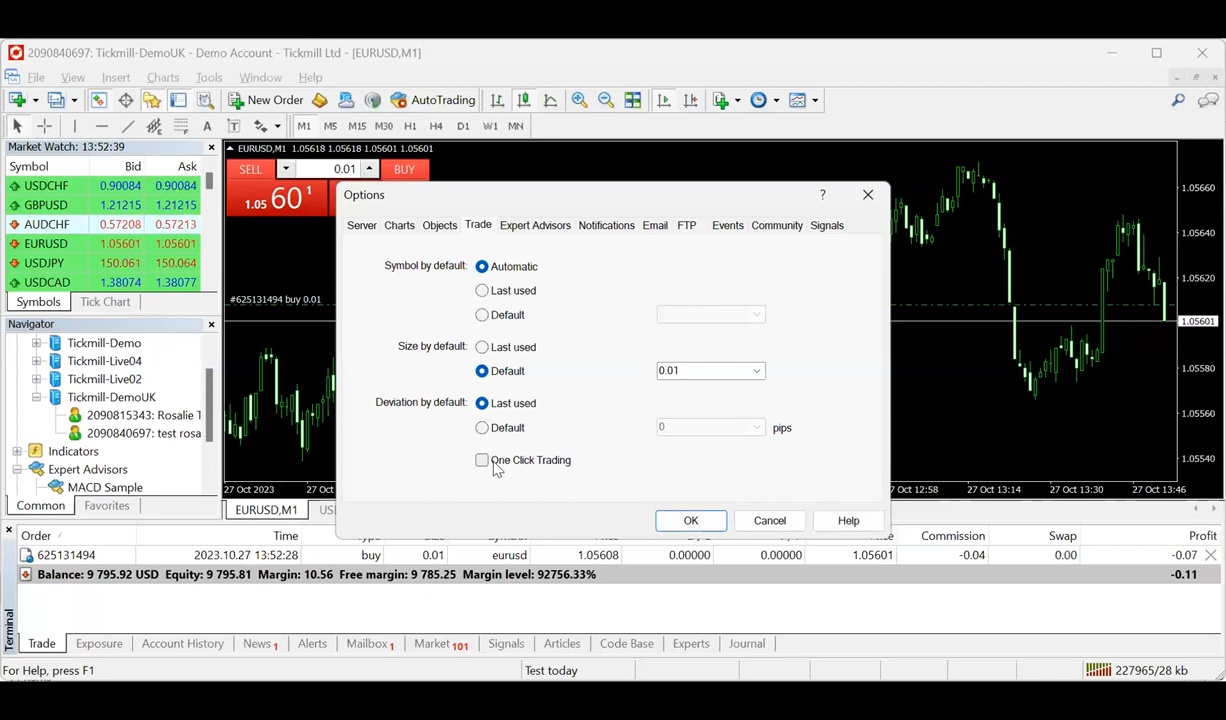 2090840697: Tickmill-DemoUK - Demo Account - Tickmill Ltd - [EURUSD,M1]
File View Insert Charts Tools Window Help
New Order AutoTrading
A T M1 M5 M15 M30 H1 H4 D1 W1 MN
Market Watch: 13:52:39
Symbol Bid Ask
USDCHF 0.90084 0.90084
GBPUSD 1.21215 1.21215
AUDCHF 0.57208 0.57213
EURUSD 1.05601 1.05601
USDJPY 150.061 150.064
USDCAD 1.38074 1.38077
Symbols Tick Chart
Navigator
Tickmill-Demo
Tickmill-Live04
Tickmill-Live02
Tickmill-DemoUK
2090815343: Rosalie T
2090840697: test rosa
Indicators
Expert Advisors
MACD Sample
Common Favorites
EURUSD,M1 1.05618 1.05618 1.05601 1.05601
SELL 0.01 BUY
1.05 60 1
#625131494 buy 0.01
Options
Server Charts Objects Trade Expert Advisors Notifications Email FTP Events Community Signals
Symbol by default: Automatic
Last used
Default
Size by default: Last used
Default 0.01
Deviation by default: Last used
Default 0 pips
One Click Trading
OK Cancel Help
1.05660
1.05640
1.05620
1.05601
1.05580
1.05560
1.05540
27 Oct 2023 27 Oct 27 Oct 13:14 27 Oct 13:30 27 Oct 13:46
Oct 12:58
EURUSD,M1
Order Time
Commission Swap Profit
625131494 2023.10.27 13:52:28 buy 0.01 eurusd 1.05608 0.00000 0.00000 1.05601 -0.04 0.00 -0.07
Balance: 9 795.92 USD Equity: 9 795.81 Margin: 10.56 Free margin: 9 785.25 Margin level: 92756.33% -0.11
Terminal
Trade Exposure Account History News 1 Alerts Mailbox 1 Market 101 Signals Articles Code Base Experts Journal
For Help, press F1 Test today 227965/28 kb